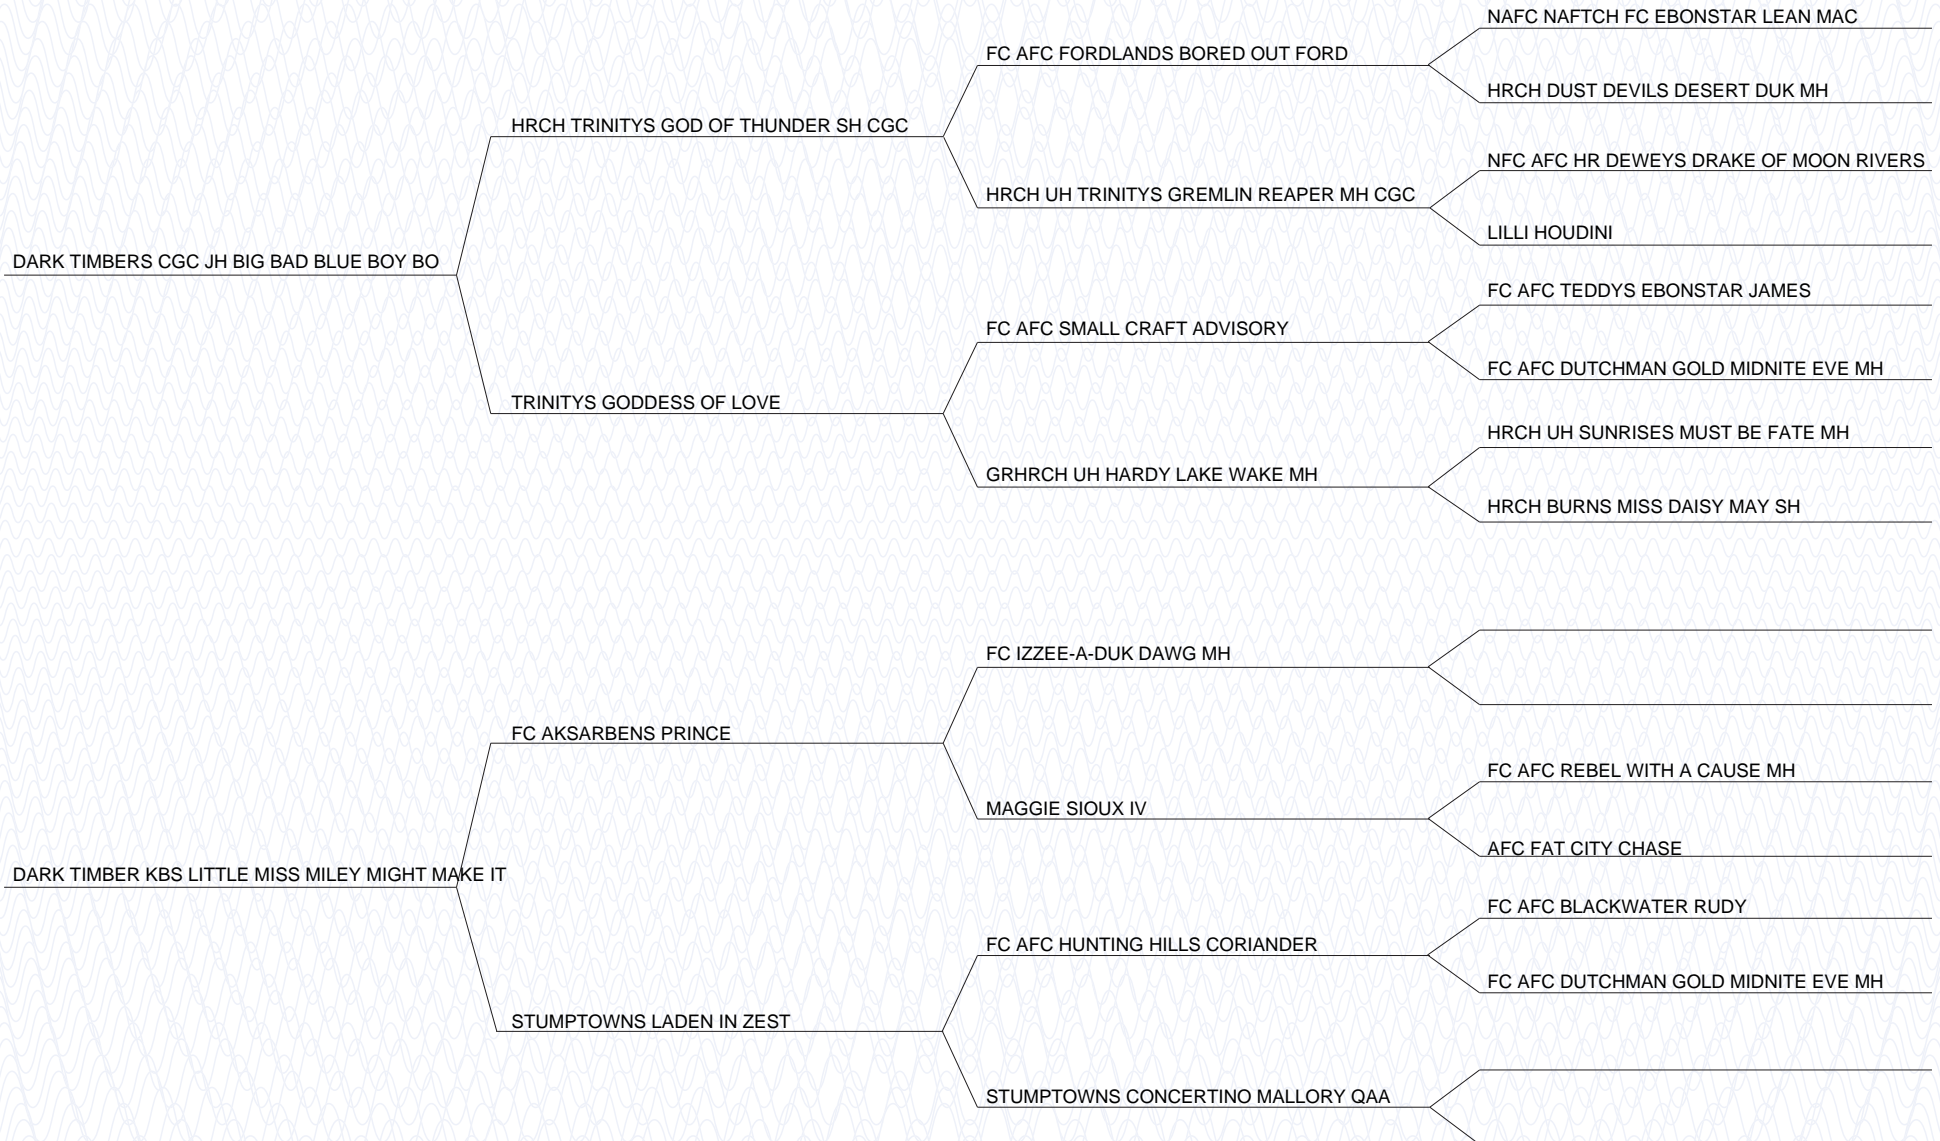 NAFC NAFTCH FC EBONSTAR LEAN MAC
FC AFC FORDLANDS BORED OUT FORD
HRCH DUST DEVILS DESERT DUK MH
HRCH TRINITYS GOD OF THUNDER SH CGC
NFC AFC HR DEWEYS DRAKE OF MOON RIVERS
HRCH UH TRINITYS GREMLIN REAPER MH CGC
LILLI HOUDINI
DARK TIMBERS CGC JH BIG BAD BLUE BOY BO
FC AFC TEDDYS EBONSTAR JAMES
FC AFC SMALL CRAFT ADVISORY
FC AFC DUTCHMAN GOLD MIDNITE EVE MH
TRINITYS GODDESS OF LOVE
HRCH UH SUNRISES MUST BE FATE MH
GRHRCH UH HARDY LAKE WAKE MH
HRCH BURNS MISS DAISY MAY SH
FC IZZEE-A-DUK DAWG MH
FC AKSARBENS PRINCE
FC AFC REBEL WITH A CAUSE MH
MAGGIE SIOUX IV
AFC FAT CITY CHASE
DARK TIMBER KBS LITTLE MISS MILEY MIGHT MAKE IT
FC AFC BLACKWATER RUDY
FC AFC HUNTING HILLS CORIANDER
FC AFC DUTCHMAN GOLD MIDNITE EVE MH
STUMPTOWNS LADEN IN ZEST
STUMPTOWNS CONCERTINO MALLORY QAA